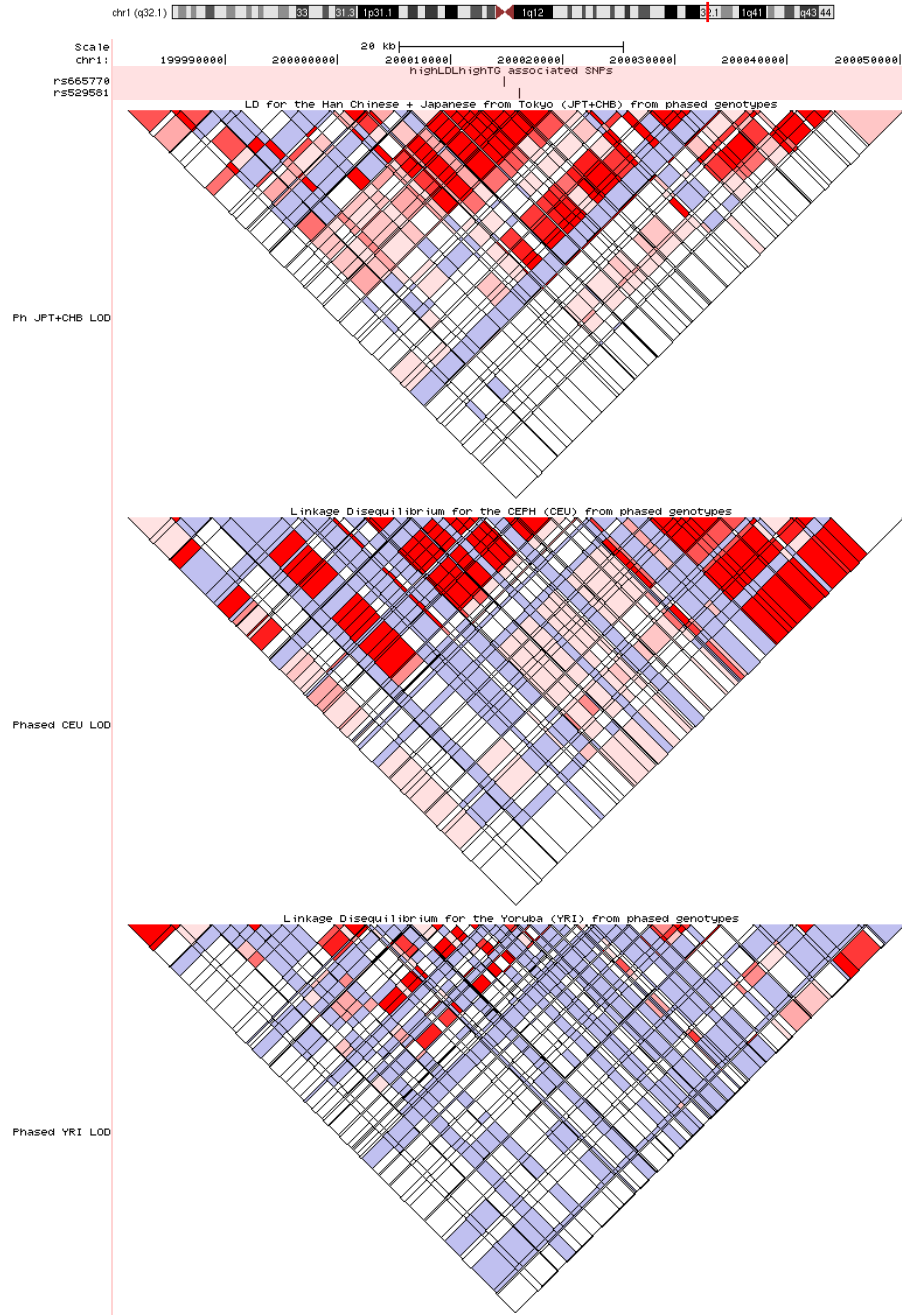 chr1 (q32.1) 33 31.3 1p31.1 1q12 32.1 1q41 q43 44
Scale 20 kb
chr1: 199990000 200000000 200010000 200020000 200030000 200040000 200050000
highLDLhighTG associated SNPs
rs665770
rs529581
LD for the Han Chinese + Japanese from Tokyo (JPT+CHB) from phased genotypes
Ph JPT+CHB LOD
Linkage Disequilibrium for the CEPH (CEU) from phased genotypes
Phased CEU LOD
Linkage Disequilibrium for the Yoruba (YRI) from phased genotypes
Phased YRI LOD